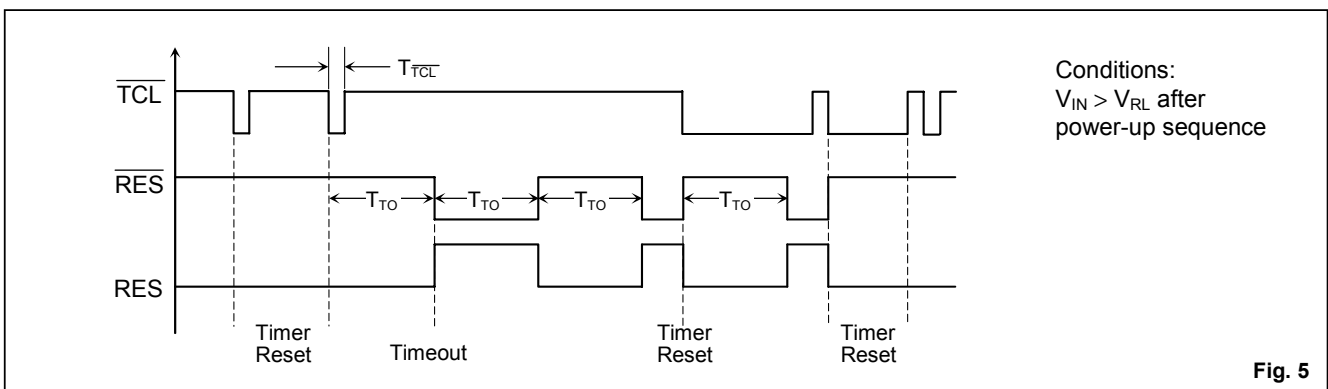 T_TCL
TCL
Conditions:
V_IN > V_RL after
power-up sequence
RES
T_TO T_TO T_TO T_TO
RES
Timer
Reset
Timeout
Timer
Reset
Timer
Reset
Fig. 5